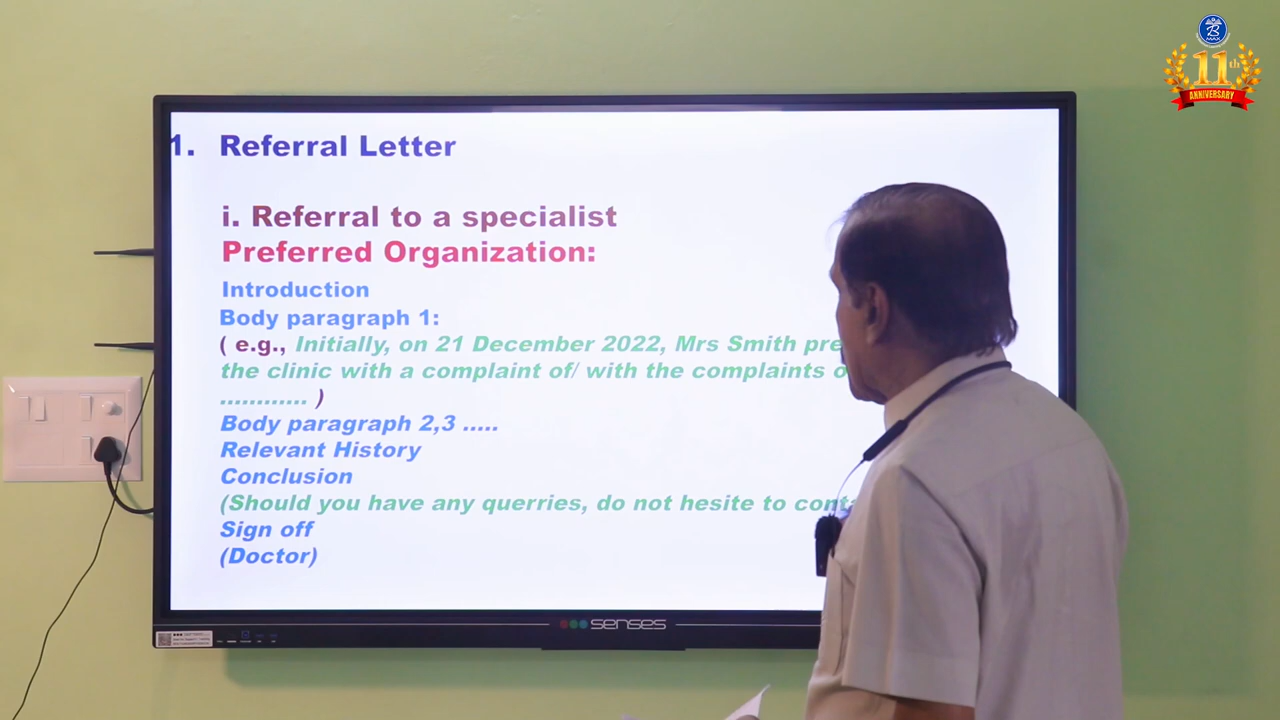 B
MAX
11th
ANNIVERSARY
1. Referral Letter
i. Referral to a specialist
Preferred Organization:
Introduction
Body paragraph 1:
( e.g., Initially, on 21 December 2022, Mrs Smith pre
the clinic with a complaint of/ with the complaints o
............ )
Body paragraph 2,3 .....
Relevant History
Conclusion
(Should you have any querries, do not hesite to conta
Sign off
(Doctor)
senses